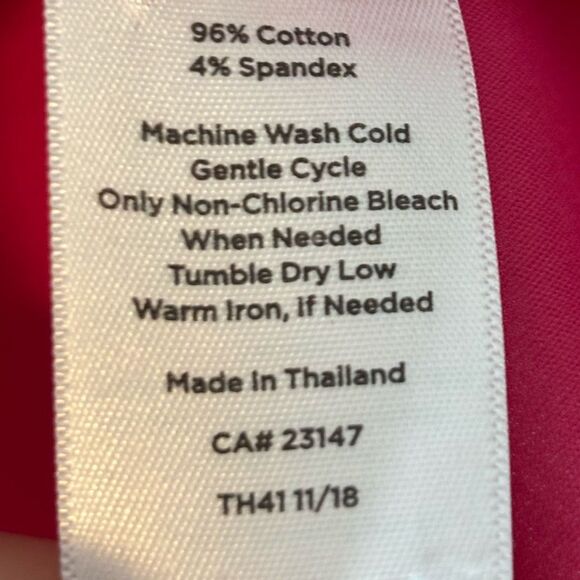 96% Cotton
4% Spandex
Machine Wash Cold
Gentle Cycle
Only Non-Chlorine Bleach
When Needed
Tumble Dry Low
Warm Iron, if Needed
Made in Thailand
CA# 23147
TH41 11/18